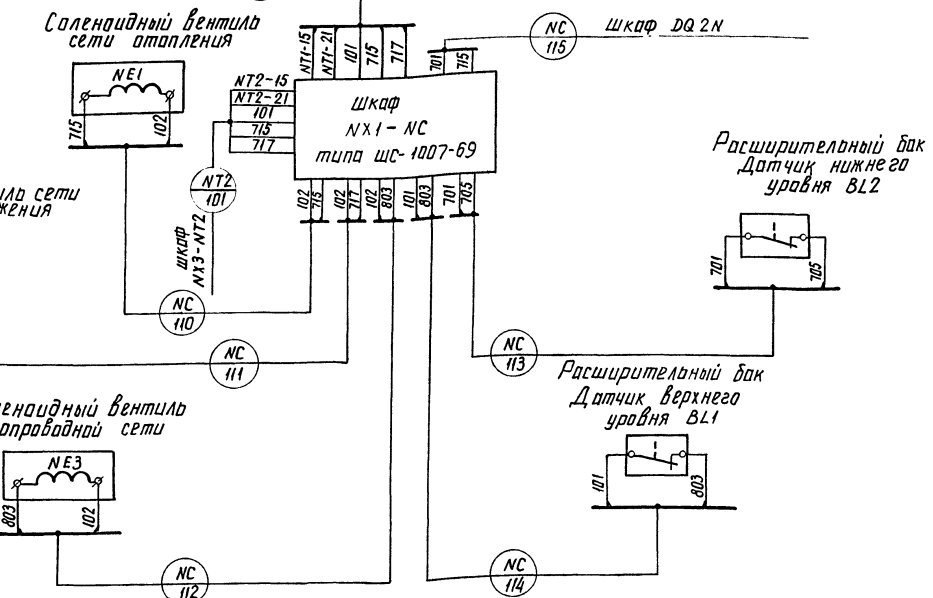 Соленоидный вентиль
сети отопления
NE1
715
102
NT1-15
NT1-21
101
715
717
701
715
NC
115
Шкаф DQ2N
NT2-15
NT2-21
101
715
717
Шкаф
NX1-NC
типа ШС-1007-69
NT2
101
шкаф
NX3-NT2
102
715
102
717
102
803
101
803
701
705
Расширительный бак
Датчик нижнего
уровня BL2
701
705
сети
NC
110
NC
111
NC
113
Расширительный бак
Датчик верхнего
уровня BL1
101
803
вентиль
сети
NE3
803
102
NC
112
NC
114